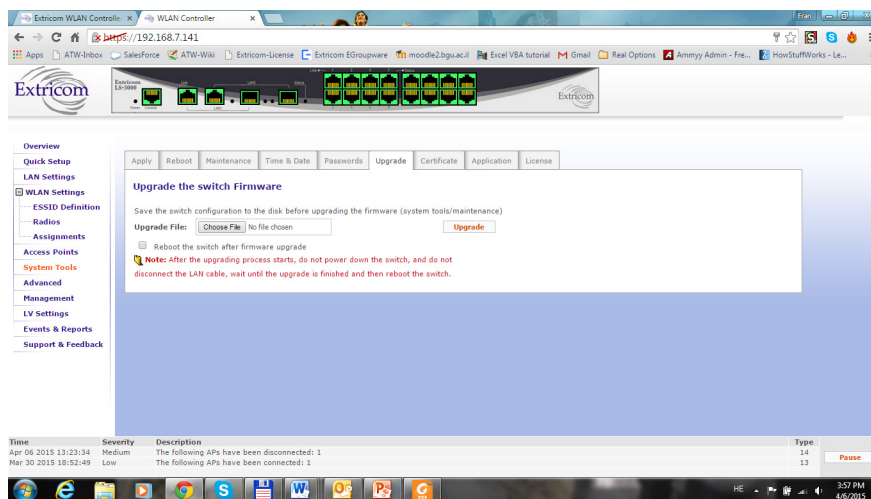 Extricom WLAN Controlle
WLAN Controller
Eran
https://192.168.7.141
Apps
ATW-Inbox
SalesForce
ATW-Wiki
Extricom-License
Extricom EGroupware
moodle2.bgu.ac.il
Excel VBA tutorial
Gmail
Real Options
Ammyy Admin - Fre...
HowStuffWorks - Le...
Extricom
Extricom
LS-3000
Extricom
Overview
Quick Setup
LAN Settings
WLAN Settings
ESSID Definition
Radios
Assignments
Access Points
System Tools
Advanced
Management
LV Settings
Events & Reports
Support & Feedback
Apply Reboot Maintenance Time & Date Passwords Upgrade Certificate Application License
Upgrade the switch Firmware
Save the switch configuration to the disk before upgrading the firmware (system tools/maintenance)
Upgrade File: Choose File No file chosen Upgrade
Reboot the switch after firmware upgrade
Note: After the upgrading process starts, do not power down the switch, and do not
disconnect the LAN cable, wait until the upgrade is finished and then reboot the switch.
Time Severity Description Type
Apr 06 2015 13:23:34 Medium The following APs have been disconnected: 1 14
Mar 30 2015 18:52:49 Low The following APs have been connected: 1 13
Pause
HE
3:57 PM
4/6/2015